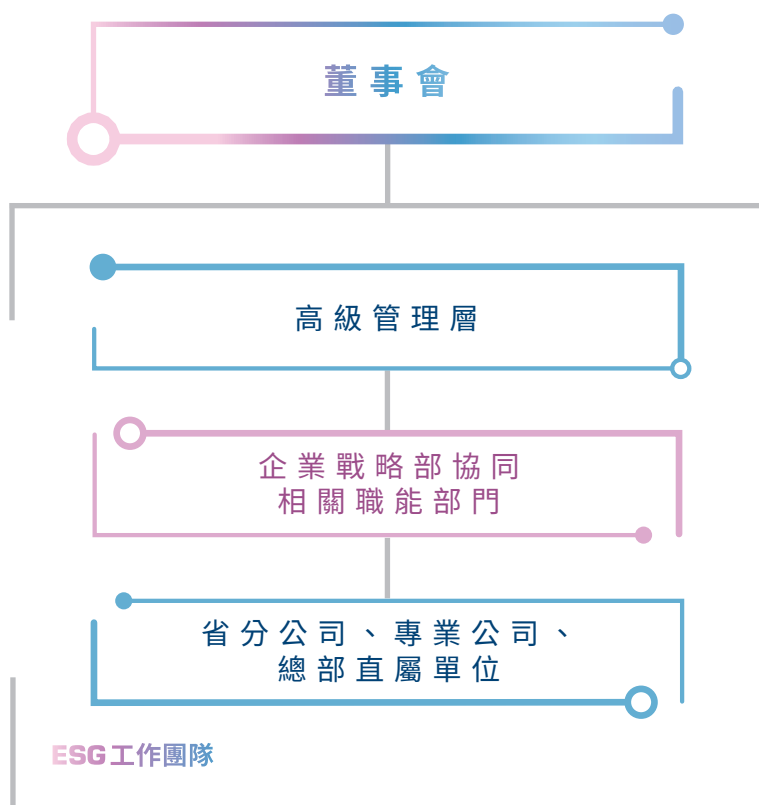 董事會
高級管理層
企業戰略部協同
相關職能部門
省分公司、專業公司、
總部直屬單位
ESG工作團隊